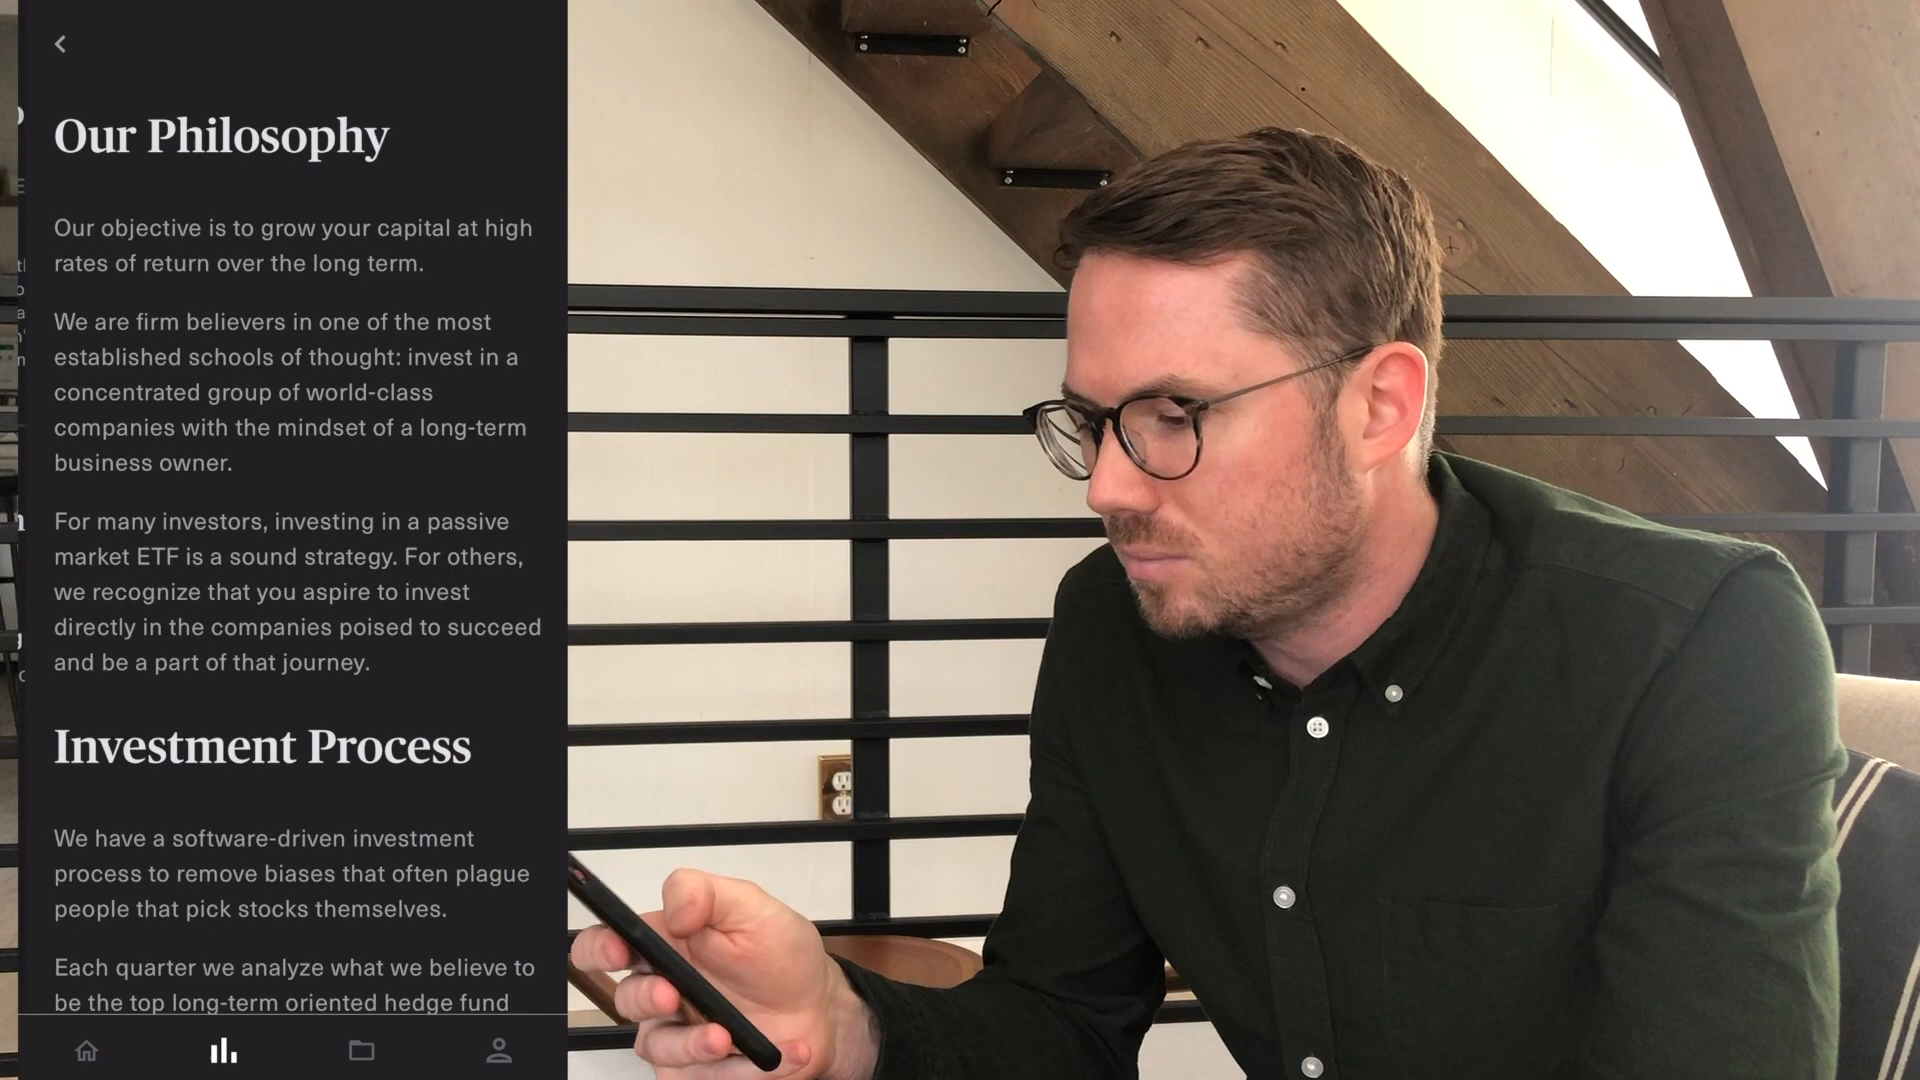 Our Philosophy
Our objective is to grow your capital at high
rates of return over the long term.
We are firm believers in one of the most
established schools of thought: invest in a
concentrated group of world-class
companies with the mindset of a long-term
business owner.
For many investors, investing in a passive
market ETF is a sound strategy. For others,
we recognize that you aspire to invest
directly in the companies poised to succeed
and be a part of that journey.
Investment Process
We have a software-driven investment
process to remove biases that often plague
people that pick stocks themselves.
Each quarter we analyze what we believe to
be the top long-term oriented hedge fund